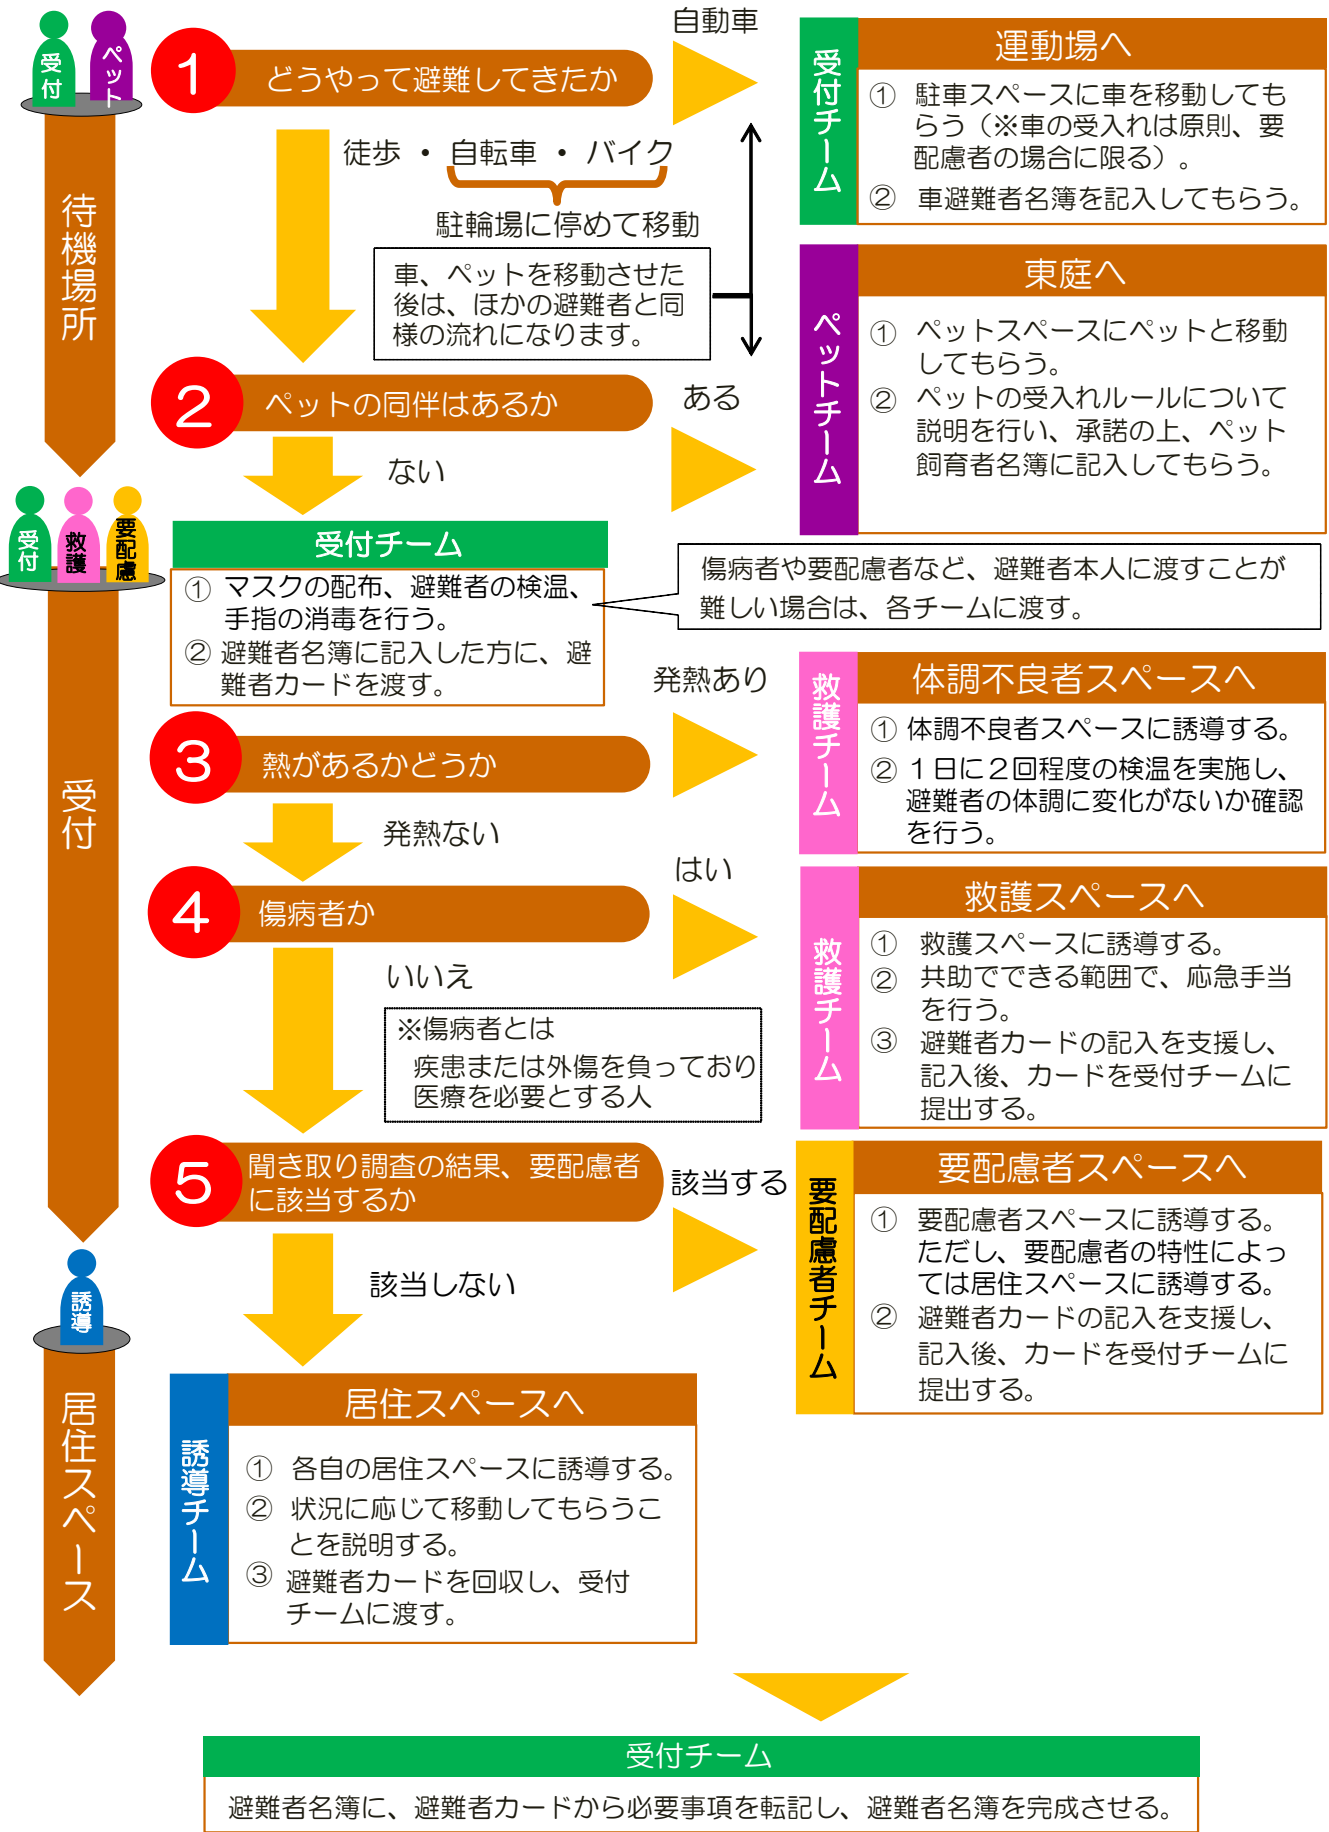 受付
ペット
待機場所
1
どうやって避難してきたか
自動車
徒歩 ・ 自転車 ・ バイク
駐輪場に停めて移動
車、ペットを移動させた
後は、ほかの避難者と同
様の流れになります。
受付チーム
運動場へ
① 駐車スペースに車を移動しても
らう（※車の受入れは原則、要
配慮者の場合に限る）。
② 車避難者名簿を記入してもらう。
2
ペットの同伴はあるか
ある
ない
ペットチーム
東庭へ
① ペットスペースにペットと移動
してもらう。
② ペットの受入れルールについて
説明を行い、承諾の上、ペット
飼育者名簿に記入してもらう。
受付
救護
要配慮
受付
受付チーム
① マスクの配布、避難者の検温、
手指の消毒を行う。
② 避難者名簿に記入した方に、避
難者カードを渡す。
傷病者や要配慮者など、避難者本人に渡すことが
難しい場合は、各チームに渡す。
3
熱があるかどうか
発熱あり
発熱ない
救護チーム
体調不良者スペースへ
① 体調不良者スペースに誘導する。
② １日に２回程度の検温を実施し、
避難者の体調に変化がないか確認
を行う。
4
傷病者か
はい
いいえ
※傷病者とは
疾患または外傷を負っており
医療を必要とする人
救護チーム
救護スペースへ
① 救護スペースに誘導する。
② 共助でできる範囲で、応急手当
を行う。
③ 避難者カードの記入を支援し、
記入後、カードを受付チームに
提出する。
5
聞き取り調査の結果、要配慮者
に該当するか
該当する
該当しない
要配慮者チーム
要配慮者スペースへ
① 要配慮者スペースに誘導する。
ただし、要配慮者の特性によっ
ては居住スペースに誘導する。
② 避難者カードの記入を支援し、
記入後、カードを受付チームに
提出する。
誘導
居住スペース
誘導チーム
居住スペースへ
① 各自の居住スペースに誘導する。
② 状況に応じて移動してもらうこ
とを説明する。
③ 避難者カードを回収し、受付
チームに渡す。
受付チーム
避難者名簿に、避難者カードから必要事項を転記し、避難者名簿を完成させる。